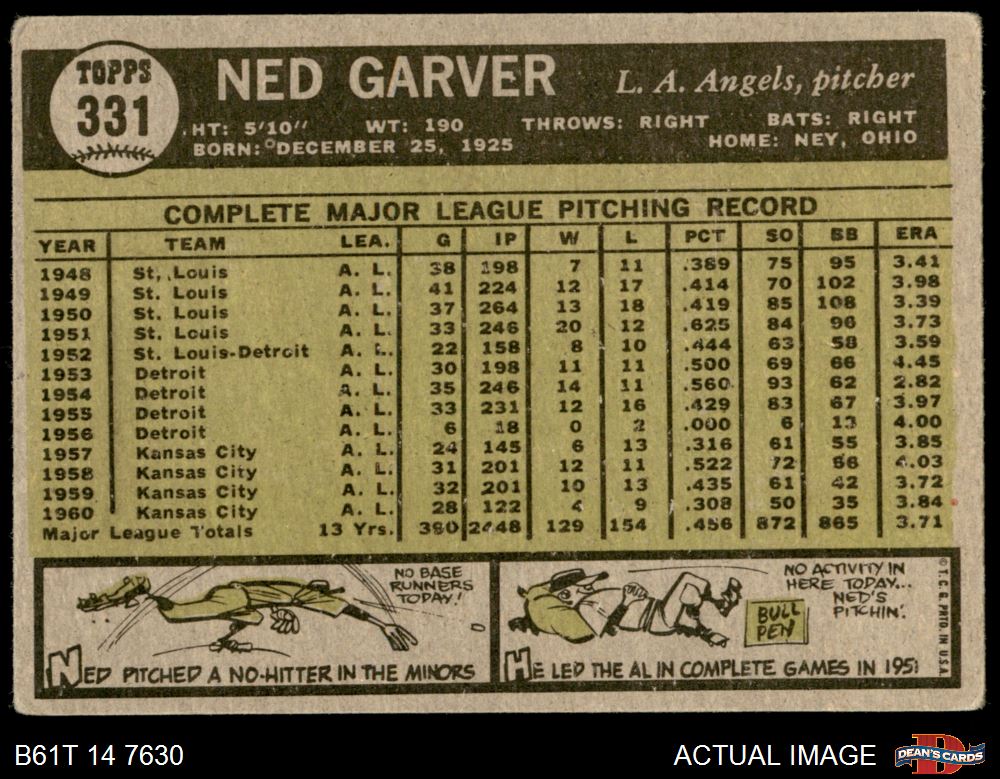 TOPPS
331
NED GARVER
L. A. Angels, pitcher
HT: 5'10" WT: 190 THROWS: RIGHT BATS: RIGHT
BORN: DECEMBER 25, 1925 HOME: NEY, OHIO
COMPLETE MAJOR LEAGUE PITCHING RECORD
YEAR TEAM LEA. G IP W L PCT SO BB ERA
1948 St. Louis A. L. 38 198 7 11 .389 75 95 3.41
1949 St. Louis A. L. 41 224 12 17 .414 70 102 3.98
1950 St. Louis A. L. 37 264 13 18 .419 85 108 3.39
1951 St. Louis A. L. 33 246 20 12 .625 84 96 3.73
1952 St. Louis-Detroit A. L. 22 158 8 10 .444 63 58 3.59
1953 Detroit A. L. 30 198 11 11 .500 69 66 4.45
1954 Detroit A. L. 35 246 14 11 .560 93 62 2.82
1955 Detroit A. L. 33 231 12 16 .429 83 67 3.97
1956 Detroit A. L. 6 18 0 2 .000 6 13 4.00
1957 Kansas City A. L. 24 145 6 13 .316 61 55 3.85
1958 Kansas City A. L. 31 201 12 11 .522 72 66 4.03
1959 Kansas City A. L. 32 201 10 13 .435 61 42 3.72
1960 Kansas City A. L. 28 122 4 9 .308 50 35 3.84
Major League Totals 13 Yrs. 390 2448 129 154 .456 872 865 3.71
NO BASE
RUNNERS
TODAY!
NED PITCHED A NO-HITTER IN THE MINORS
NO ACTIVITY IN
HERE TODAY...
NED'S
PITCHIN'.
BULL
PEN
HE LED THE AL IN COMPLETE GAMES IN 1951
© T. C. G. PRTD. IN U.S.A.
B61T 14 7630
ACTUAL IMAGE
DEAN'S CARDS